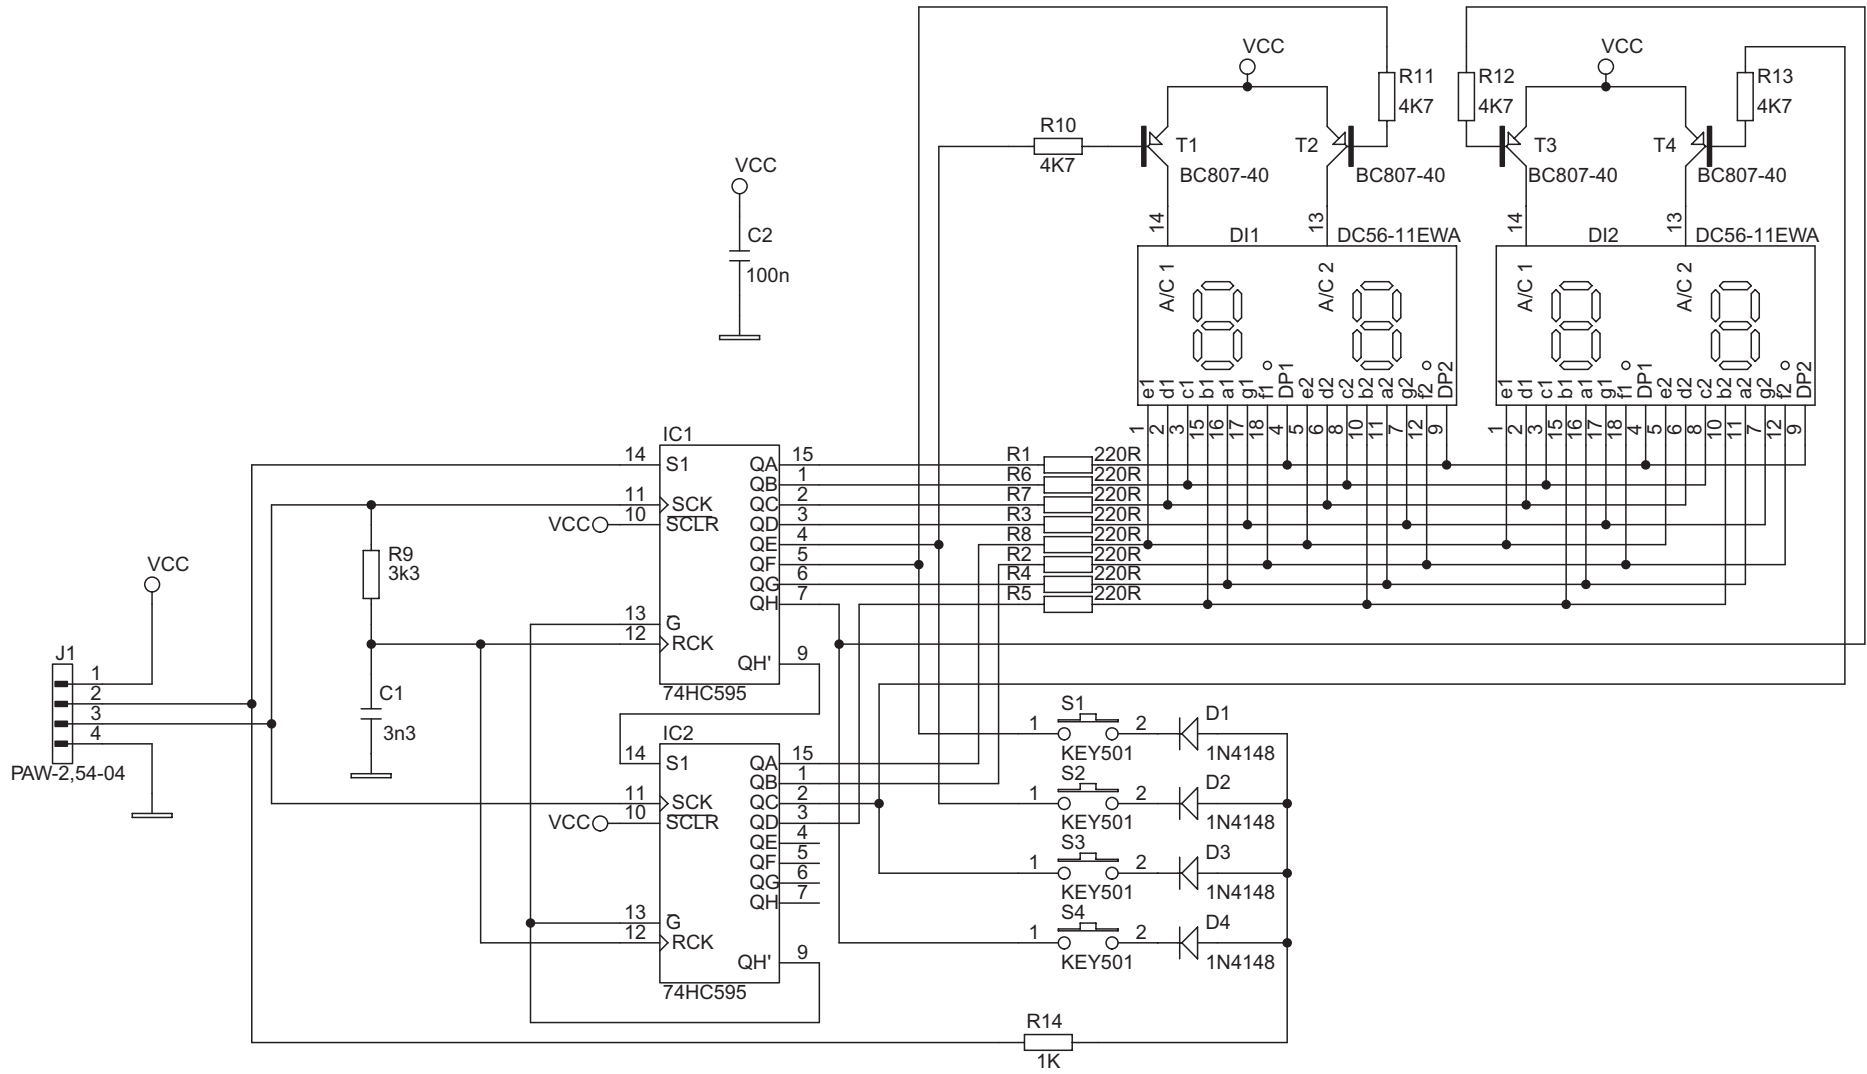 VCC
VCC
R11
4K7
R12
4K7
R13
4K7
R10
4K7
T1
BC807-40
T2
BC807-40
T3
BC807-40
T4
BC807-40
VCC
C2
100n
14
13
14
13
DI1
DC56-11EWA
DI2
DC56-11EWA
A/C 1
A/C 2
A/C 1
A/C 2
e1 d1 c1 b1 a1 g1 f1 DP1 e2 d2 c2 b2 a2 g2 f2 DP2
e1 d1 c1 b1 a1 g1 f1 DP1 e2 d2 c2 b2 a2 g2 f2 DP2
1 2 3 15 16 17 18 4 5 6 8 10 11 7 12 9
1 2 3 15 16 17 18 4 5 6 8 10 11 7 12 9
IC1
14 S1 QA 15
11 SCK
10 SCLR
VCC
QB 1
QC 2
QD 3
QE 4
QF 5
QG 6
QH 7
13 G
12 RCK
QH' 9
74HC595
R1 220R
R6 220R
R7 220R
R3 220R
R8 220R
R2 220R
R4 220R
R5 220R
R9
3k3
VCC
J1
1
2
3
4
PAW-2,54-04
C1
3n3
IC2
14 S1 QA 15
11 SCK
10 SCLR
VCC
QB 1
QC 2
QD 3
QE 4
QF 5
QG 6
QH 7
13 G
12 RCK
QH' 9
74HC595
S1
1 2
KEY501
D1
1N4148
S2
1 2
KEY501
D2
1N4148
S3
1 2
KEY501
D3
1N4148
S4
1 2
KEY501
D4
1N4148
R14
1K